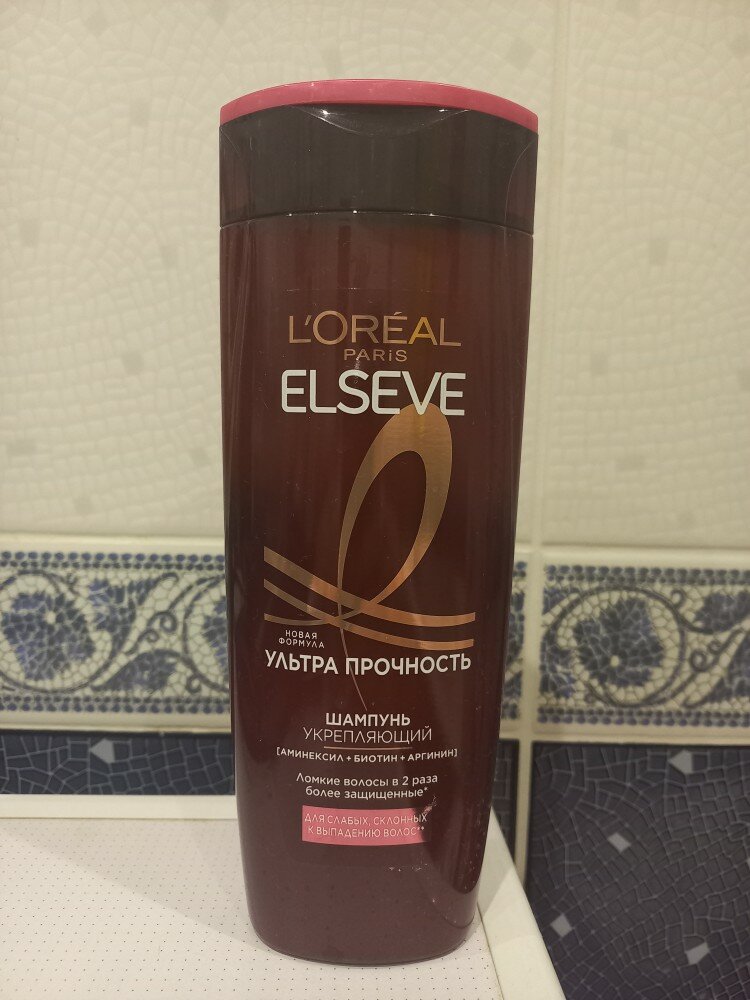 L'ORÉAL
PARIS
ELSEVE
НОВАЯ
ФОРМУЛА
УЛЬТРА ПРОЧНОСТЬ
ШАМПУНЬ
УКРЕПЛЯЮЩИЙ
[АМИНЕКСИЛ + БИОТИН + АРГИНИН]
Ломкие волосы в 2 раза
более защищенные*
ДЛЯ СЛАБЫХ, СКЛОННЫХ
К ВЫПАДЕНИЮ ВОЛОС**